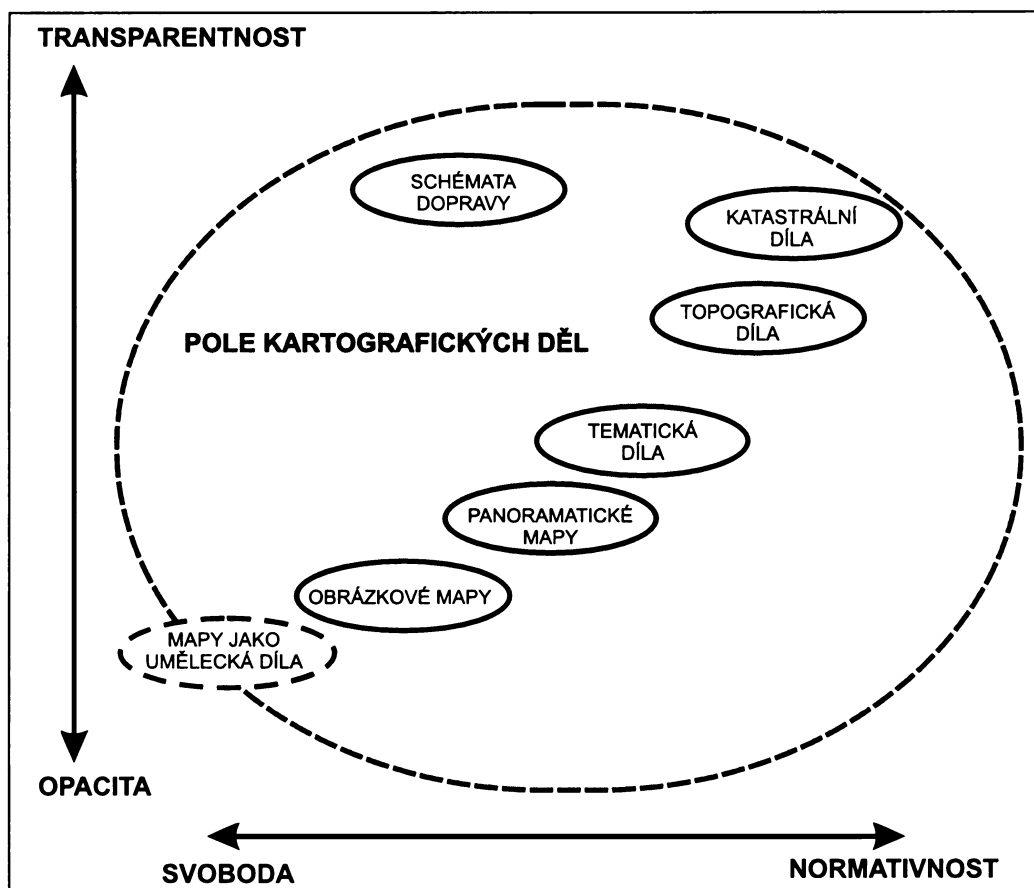 TRANSPARENTNOST
SCHÉMATA
DOPRAVY
KATASTRÁLNÍ
DÍLA
TOPOGRAFICKÁ
DÍLA
POLE KARTOGRAFICKÝCH DĚL
TEMATICKÁ
DÍLA
PANORAMATICKÉ
MAPY
OBRÁZKOVÉ MAPY
MAPY JAKO
UMĚLECKÁ DÍLA
OPACITA
SVOBODA
NORMATIVNOST